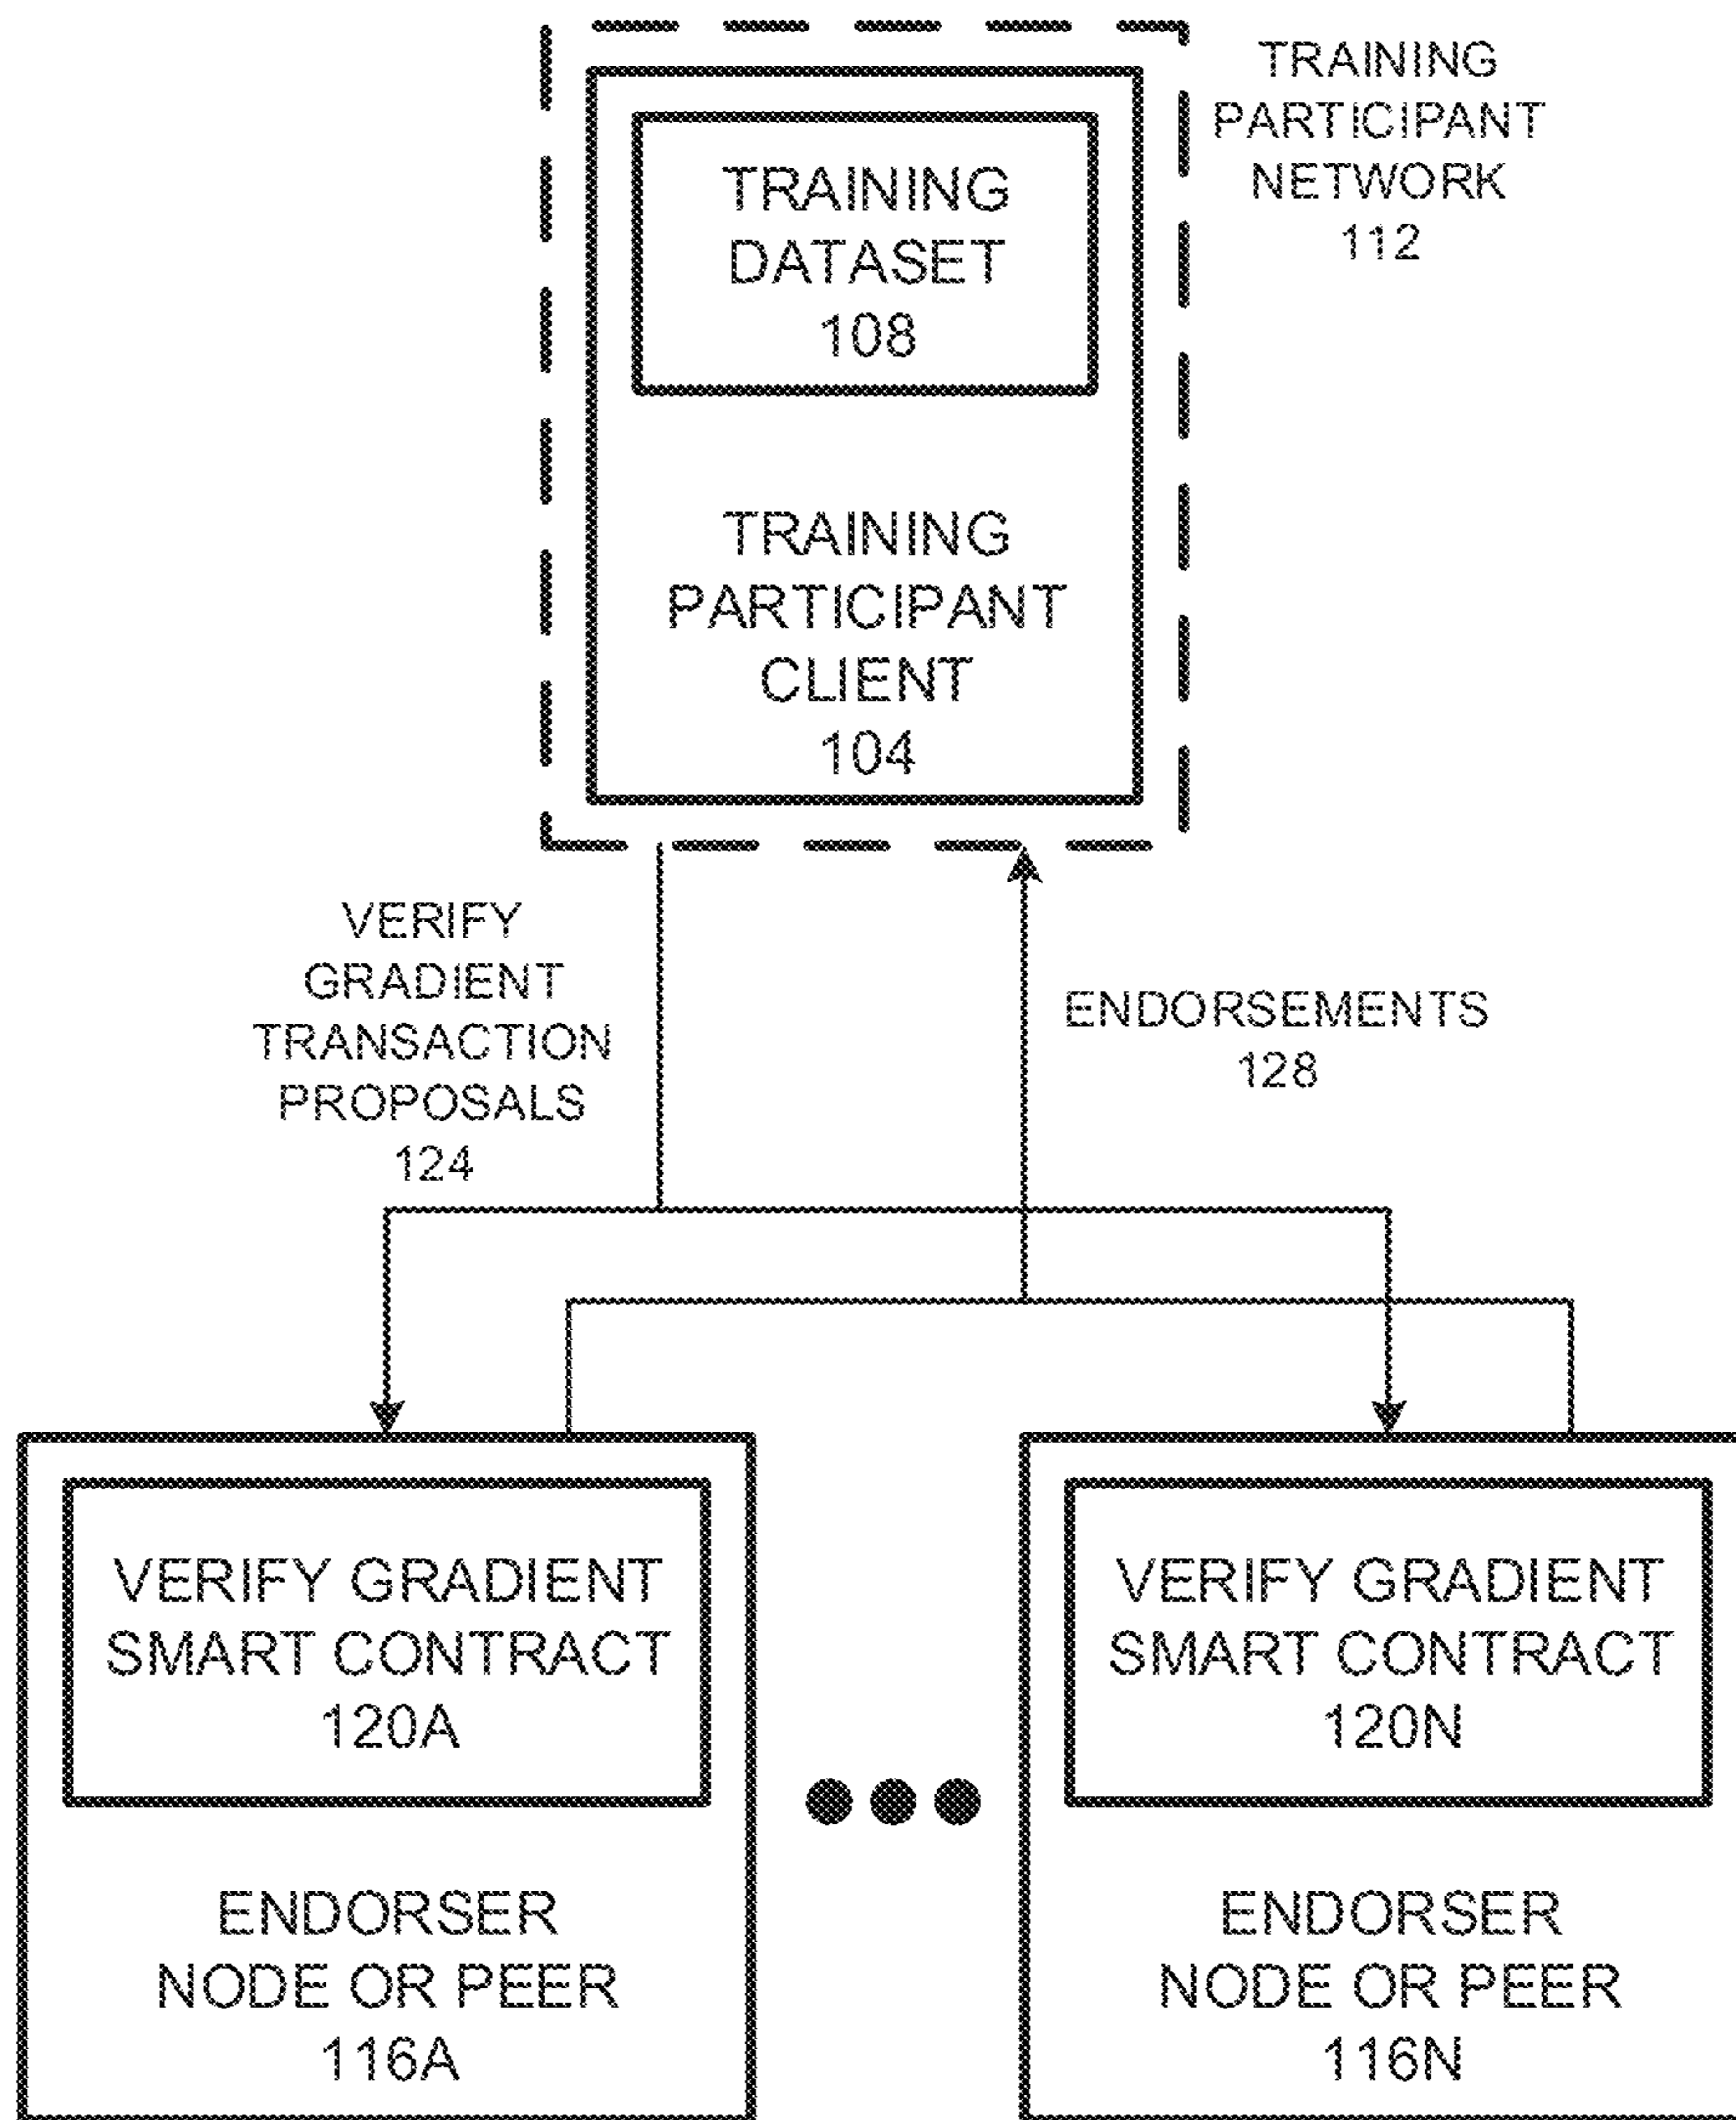 TRAINING
PARTICIPANT
NETWORK
112
TRAINING
DATASET
108
TRAINING
PARTICIPANT
CLIENT
104
VERIFY
GRADIENT
TRANSACTION
PROPOSALS
124
ENDORSEMENTS
128
VERIFY GRADIENT
SMART CONTRACT
120A
ENDORSER
NODE OR PEER
116A
VERIFY GRADIENT
SMART CONTRACT
120N
ENDORSER
NODE OR PEER
116N